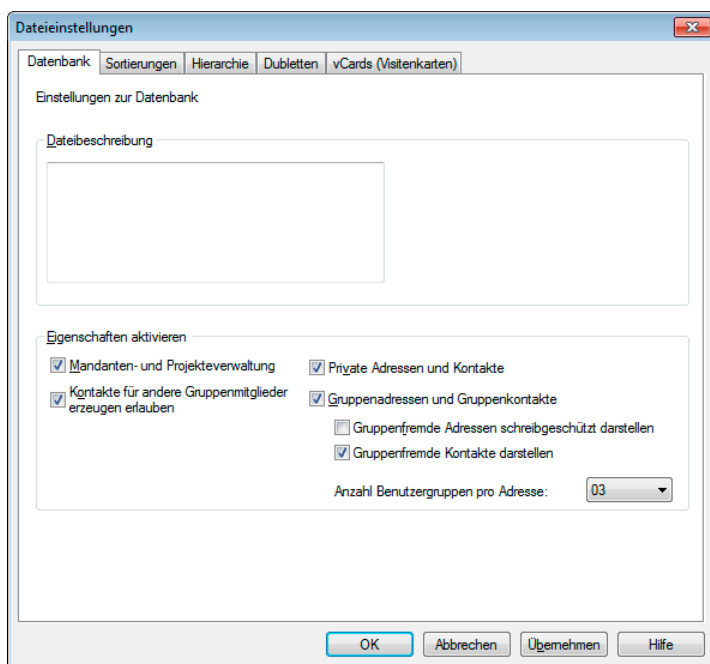 Dateieinstellungen
Datenbank Sortierungen Hierarchie Dubletten vCards (Visitenkarten)
Einstellungen zur Datenbank
Dateibeschreibung
Eigenschaften aktivieren
Mandanten- und Projekteverwaltung
Kontakte für andere Gruppenmitglieder
erzeugen erlauben
Private Adressen und Kontakte
Gruppenadressen und Gruppenkontakte
Gruppenfremde Adressen schreibgeschützt darstellen
Gruppenfremde Kontakte darstellen
Anzahl Benutzergruppen pro Adresse: 03
OK Abbrechen Übernehmen Hilfe